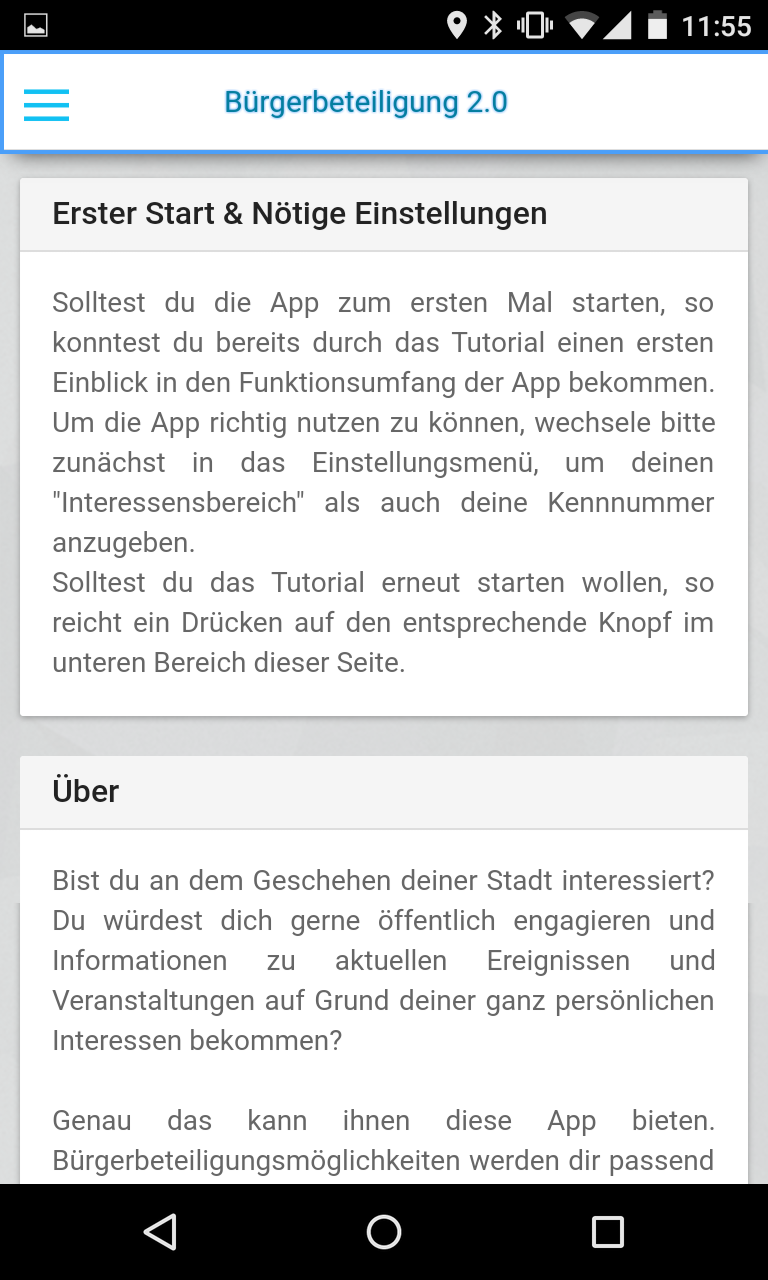 11:55
Bürgerbeteiligung 2.0
Erster Start & Nötige Einstellungen
Solltest du die App zum ersten Mal starten, so
konntest du bereits durch das Tutorial einen ersten
Einblick in den Funktionsumfang der App bekommen.
Um die App richtig nutzen zu können, wechsele bitte
zunächst in das Einstellungsmenü, um deinen
"Interessensbereich" als auch deine Kennnummer
anzugeben.
Solltest du das Tutorial erneut starten wollen, so
reicht ein Drücken auf den entsprechende Knopf im
unteren Bereich dieser Seite.
Über
Bist du an dem Geschehen deiner Stadt interessiert?
Du würdest dich gerne öffentlich engagieren und
Informationen zu aktuellen Ereignissen und
Veranstaltungen auf Grund deiner ganz persönlichen
Interessen bekommen?
Genau das kann ihnen diese App bieten.
Bürgerbeteiligungsmöglichkeiten werden dir passend